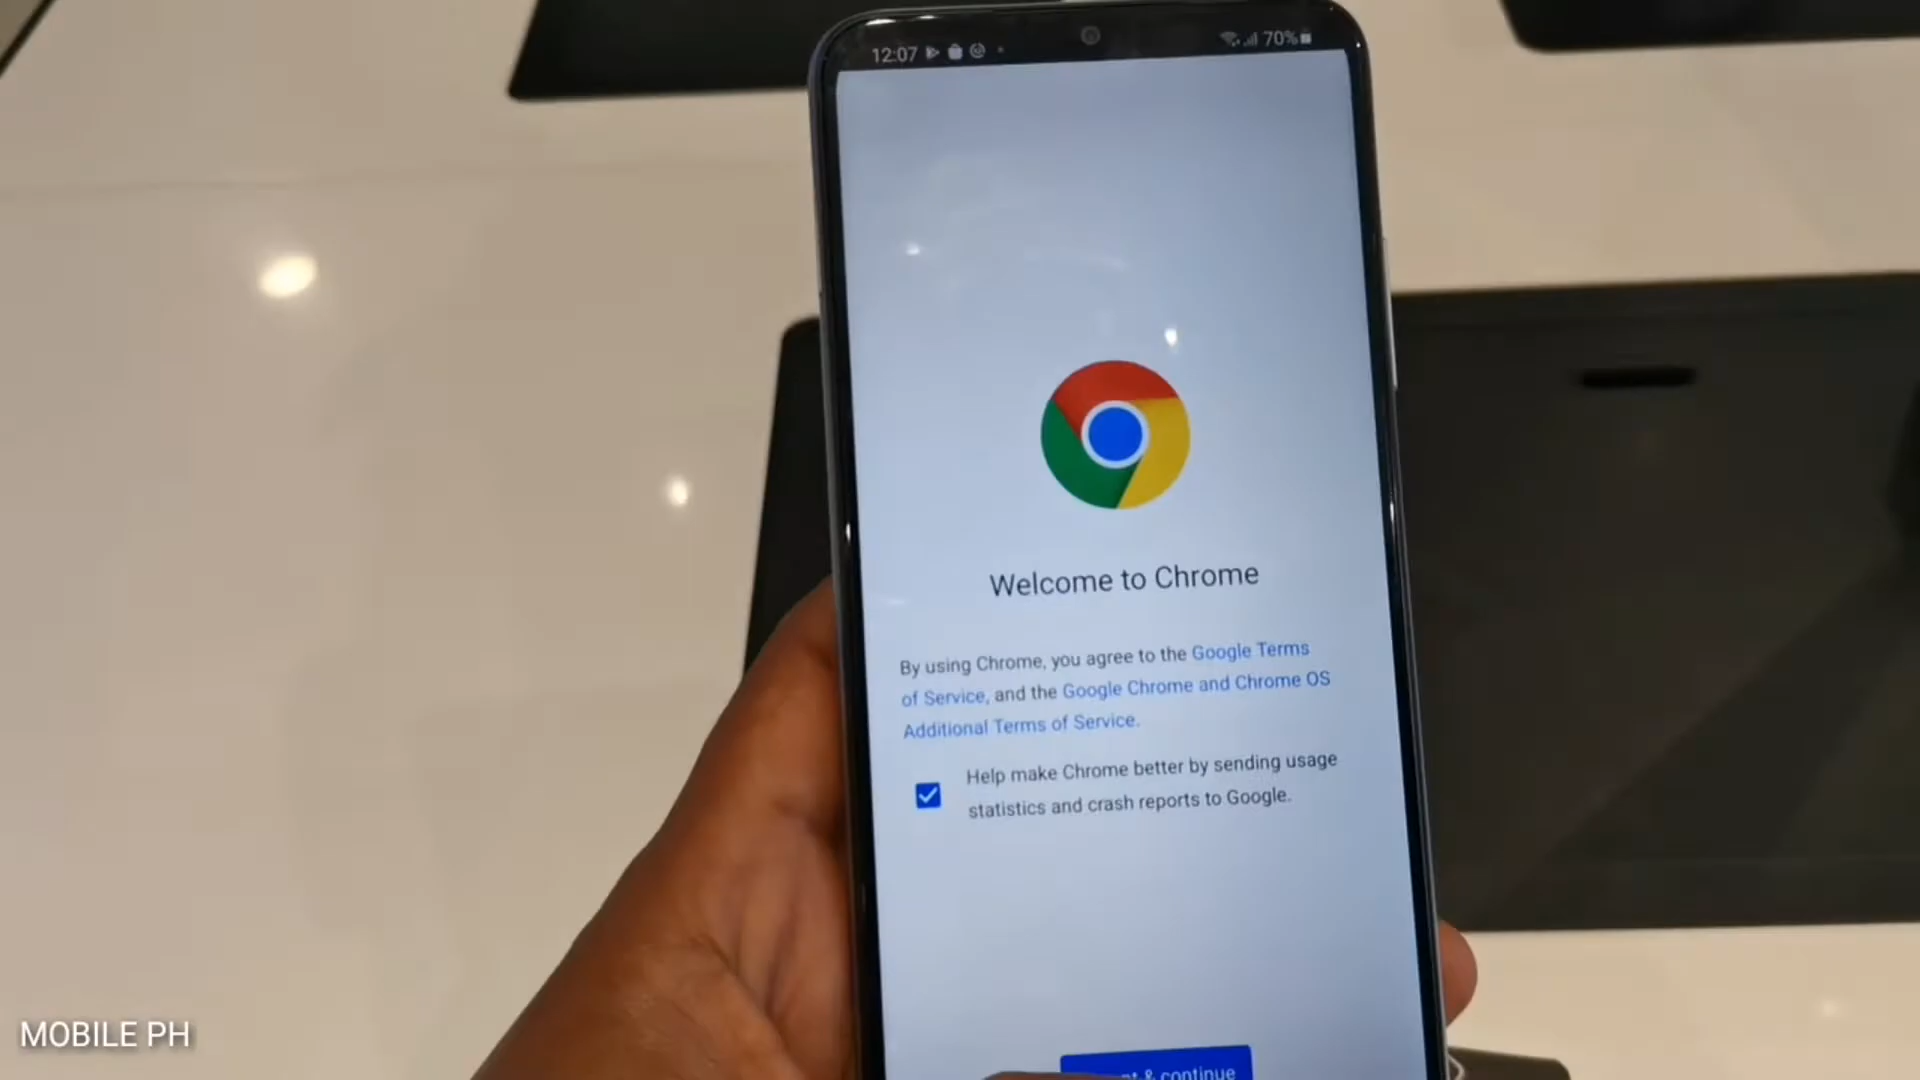 12:07
70%
Welcome to Chrome
By using Chrome, you agree to the Google Terms
of Service, and the Google Chrome and Chrome OS
Additional Terms of Service.
Help make Chrome better by sending usage
statistics and crash reports to Google.
& continue
MOBILE PH